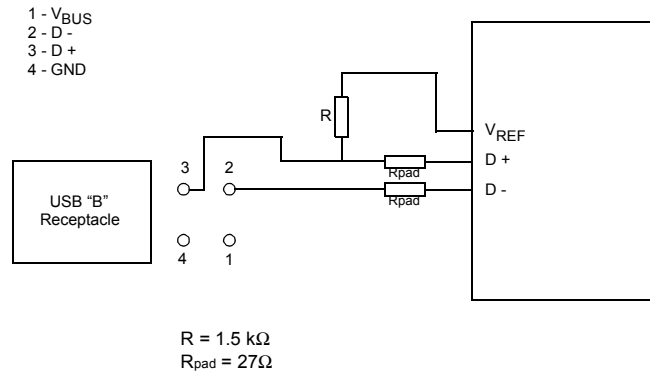 1 - VBUS
2 - D -
3 - D +
4 - GND
R
VREF
D +
D -
Rpad
Rpad
3
2
USB “B”
Receptacle
4
1
R = 1.5 kΩ
Rpad = 27Ω